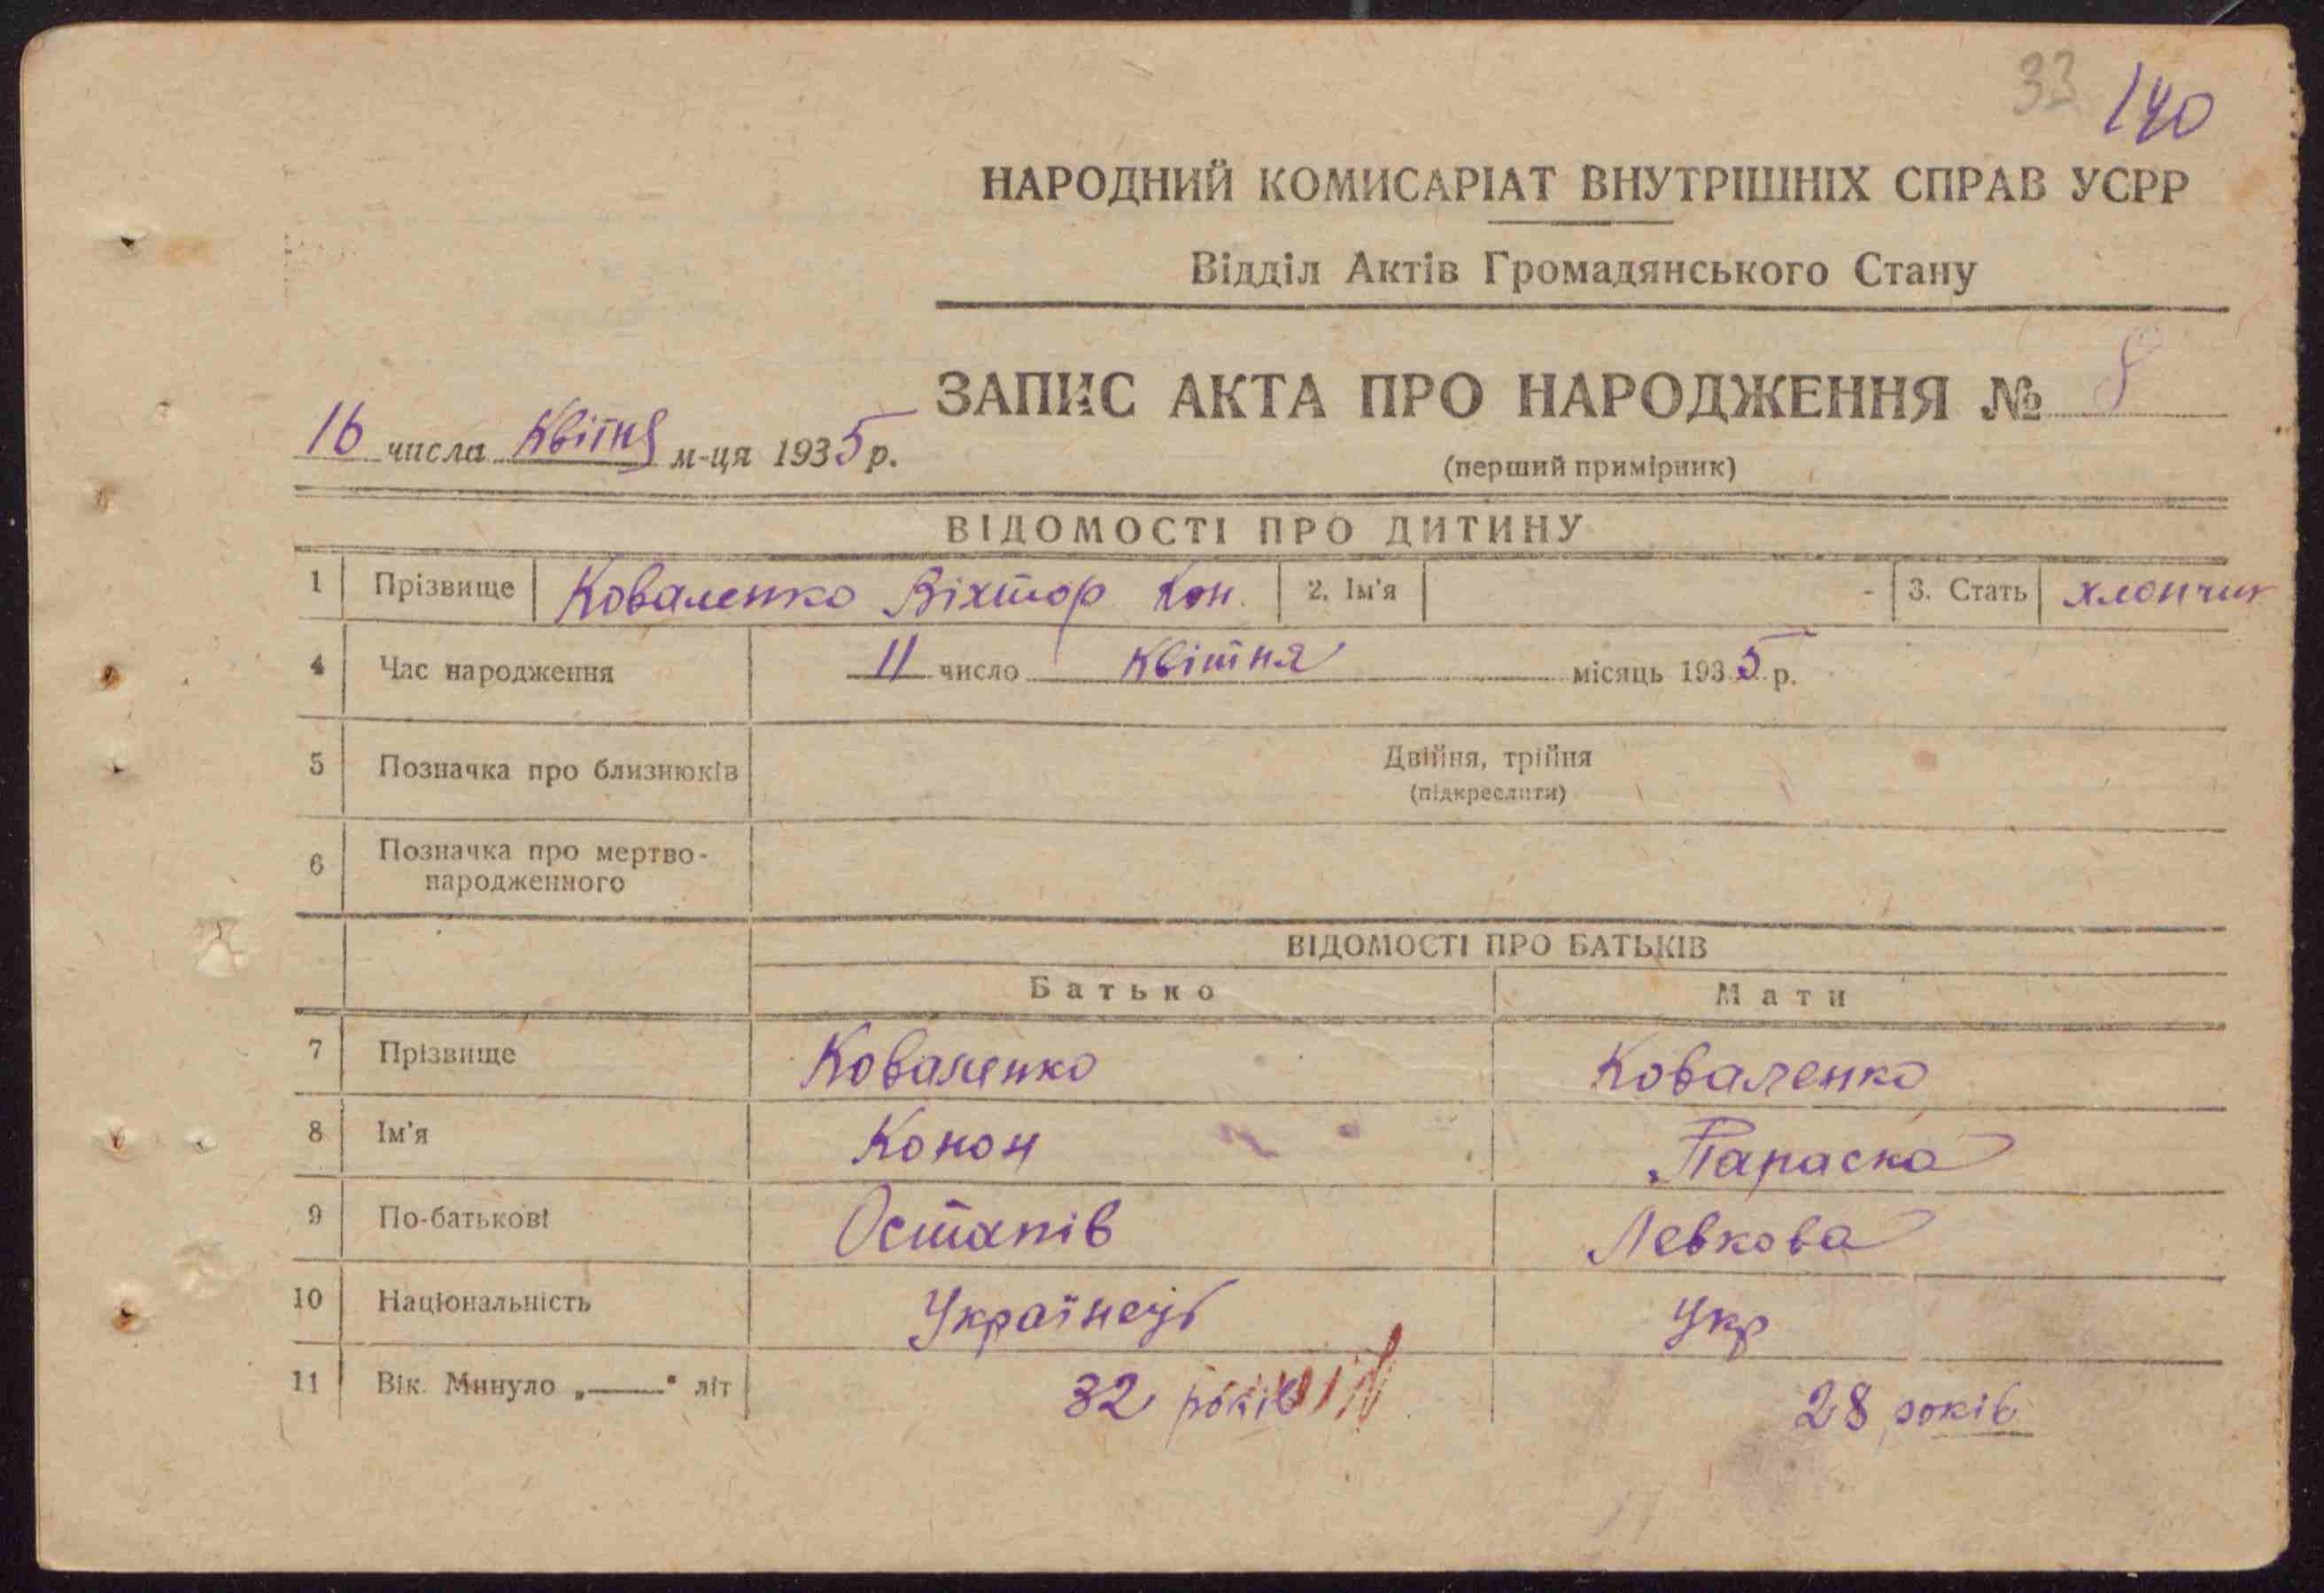 33 140
НАРОДНИЙ КОМИСАРІАТ ВНУТРІШНІХ СПРАВ УСРР
Відділ Актів Громадянського Стану
ЗАПИС АКТА ПРО НАРОДЖЕННЯ № 8
16 числа Квітня м-ця 1935 р.
(перший примірник)
ВІДОМОСТІ ПРО ДИТИНУ
1 Прізвище Коваленко Віхтор Кон. 2. Ім'я - 3. Стать хлопчик
4 Час народження 11 число Квітня місяць 1935 р.
5 Позначка про близнюків Двійня, трійня
(підкреслити)
6 Позначка про мертво-
народженного
ВІДОМОСТІ ПРО БАТЬКІВ
Батько Мати
7 Прізвище Коваленко Коваленко
8 Ім'я Конон Параска
9 По-батькові Остапів Левкова
10 Національність Українець Укр
11 Вік. Минуло „——" літ 32 років 28 років